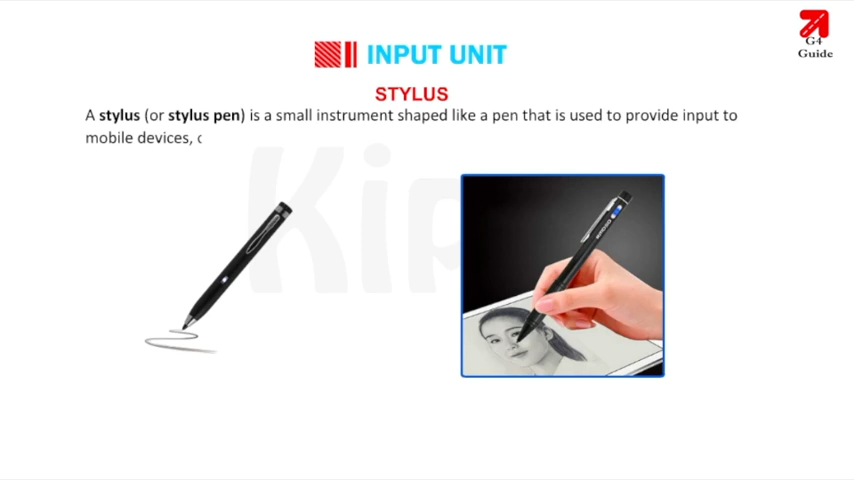 G4
Guide
INPUT UNIT
STYLUS
A stylus (or stylus pen) is a small instrument shaped like a pen that is used to provide input to
mobile devices, c
Kip